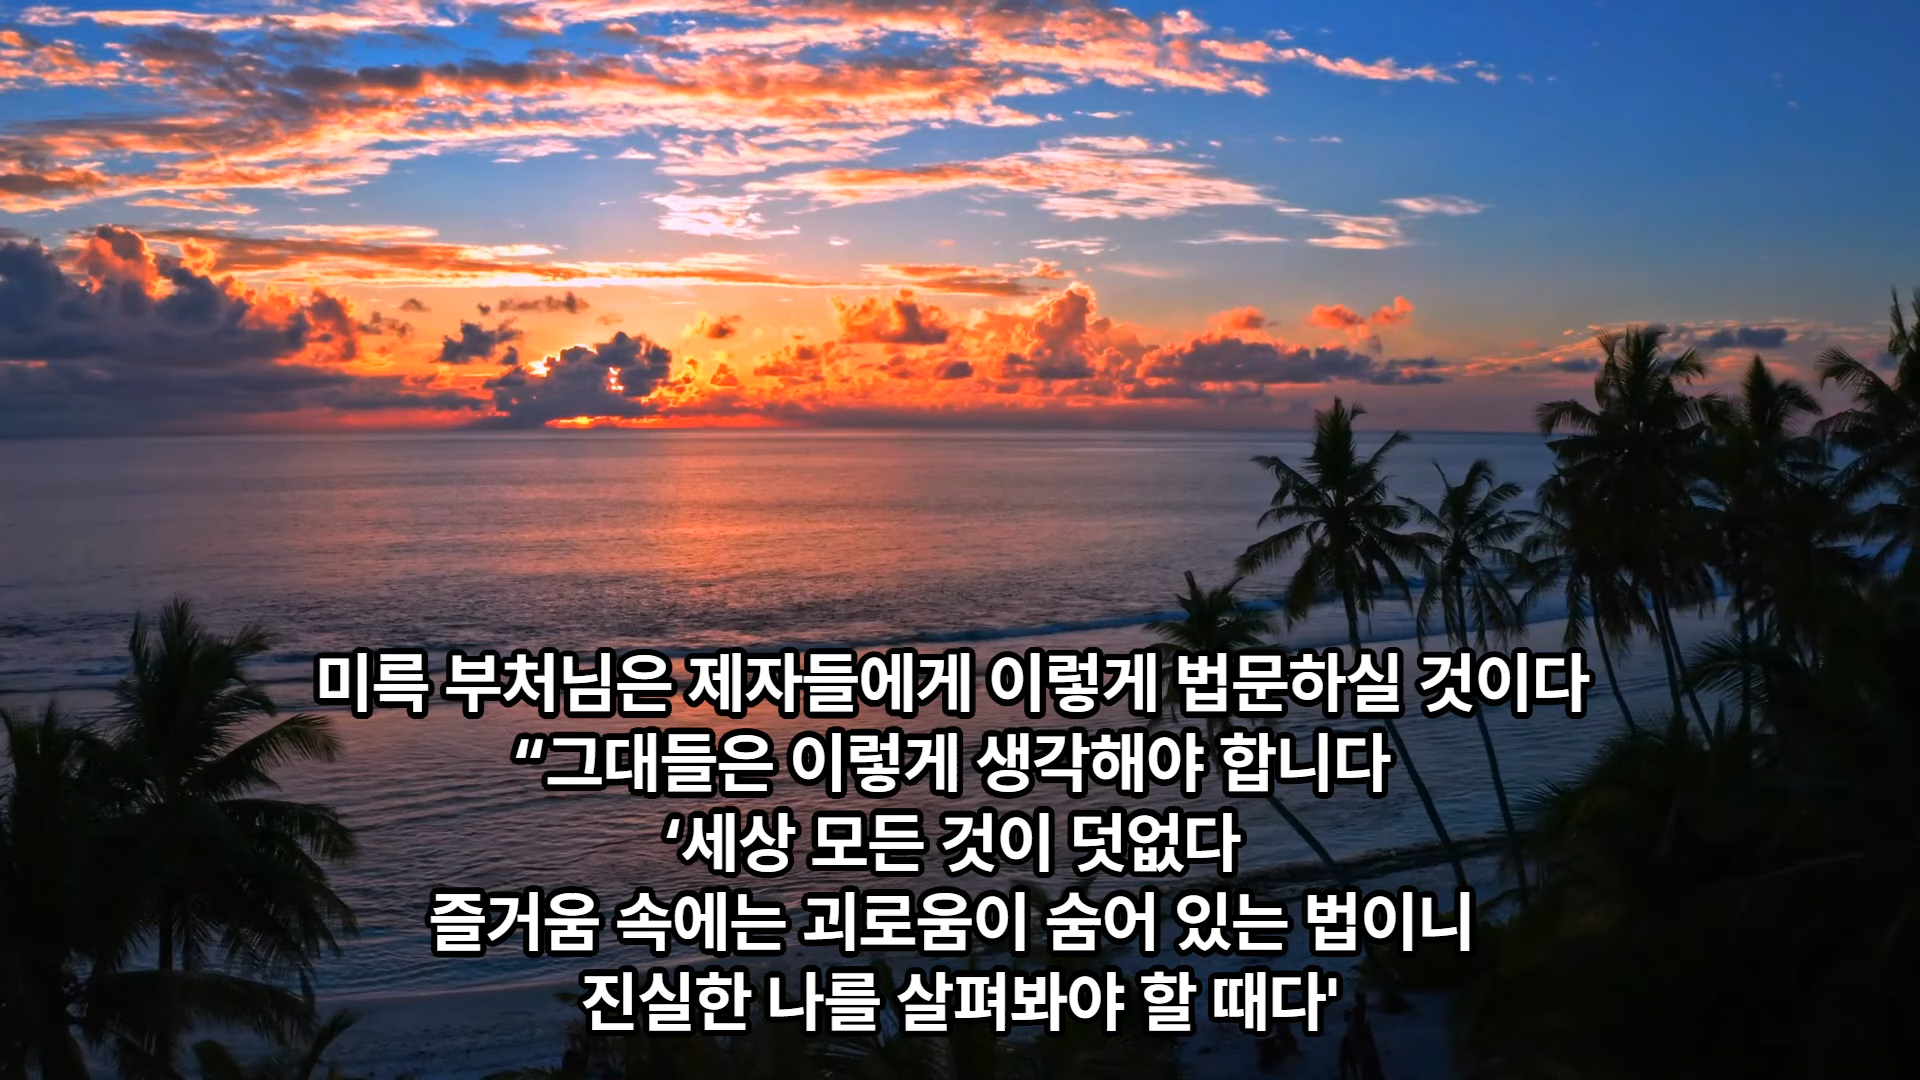 미륵 부처님은 제자들에게 이렇게 법문하실 것이다
“그대들은 이렇게 생각해야 합니다
‘세상 모든 것이 덧없다
즐거움 속에는 괴로움이 숨어 있는 법이니
진실한 나를 살펴봐야 할 때다'